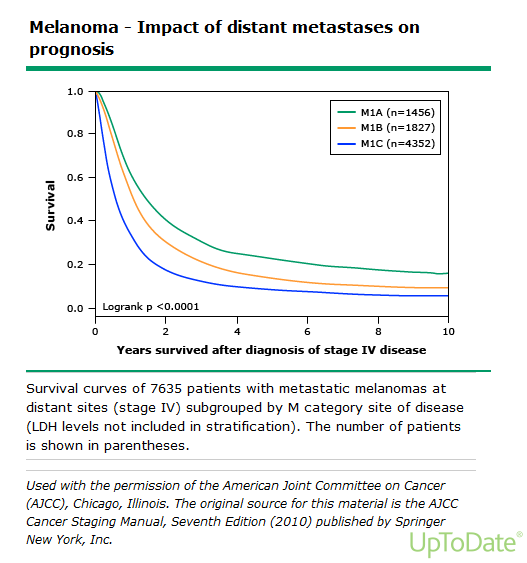 Melanoma - Impact of distant metastases on
prognosis
1.0
0.8
0.6
0.4
0.2
0.0
Survival
M1A (n=1456)
M1B (n=1827)
M1C (n=4352)
Logrank p <0.0001
0 2 4 6 8 10
Years survived after diagnosis of stage IV disease
Survival curves of 7635 patients with metastatic melanomas at
distant sites (stage IV) subgrouped by M category site of disease
(LDH levels not included in stratification). The number of patients
is shown in parentheses.
Used with the permission of the American Joint Committee on Cancer
(AJCC), Chicago, Illinois. The original source for this material is the AJCC
Cancer Staging Manual, Seventh Edition (2010) published by Springer
New York, Inc.
UpToDate®